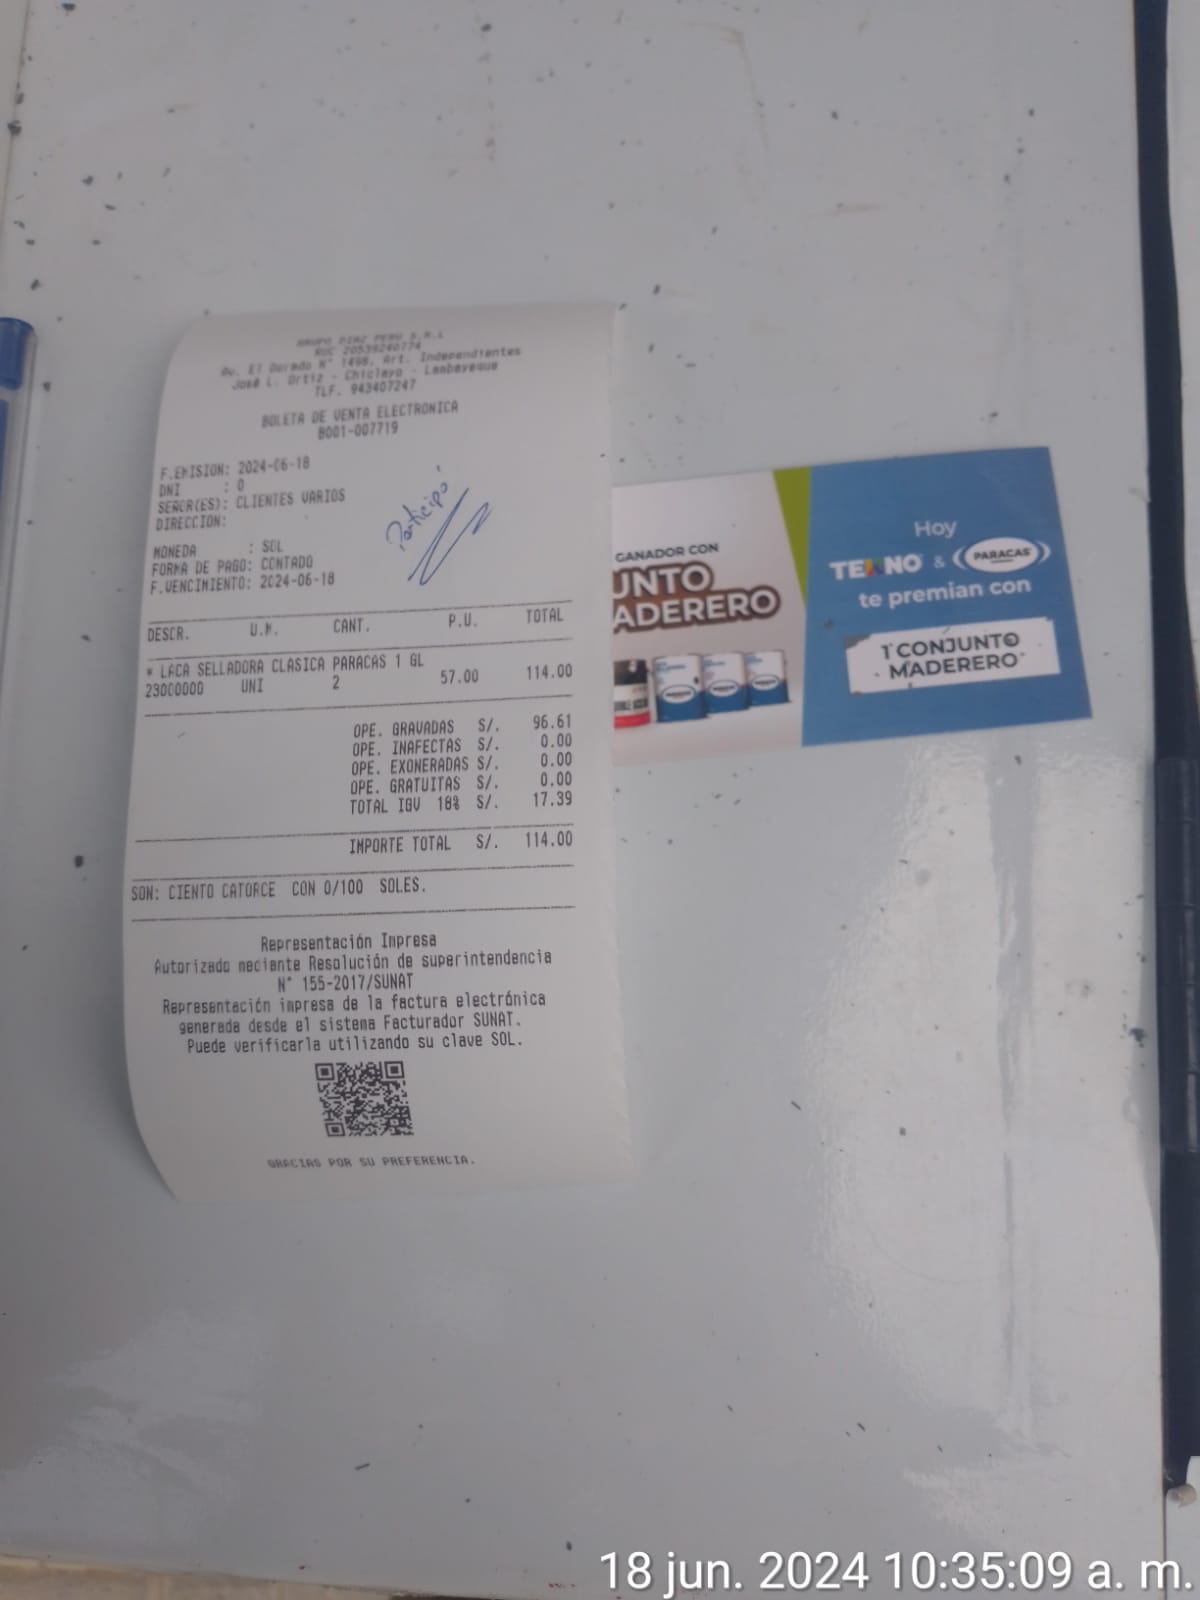 GRUPO DIAZ PERU S.R.L
RUC 20539240774
Av. El Dorado N° 1498, Art. Independientes
José L. Ortiz - Chiclayo - Lambayeque
TLF. 943407247
BOLETA DE VENTA ELECTRONICA
B001-007719
F.EMISION: 2024-06-18
DNI : 0
SEÑOR(ES): CLIENTES VARIOS
DIRECCION:
Participó
MONEDA : SOL
FORMA DE PAGO: CONTADO
F.VENCIMIENTO: 2024-06-18
DESCR. U.M. CANT. P.U. TOTAL
* LACA SELLADORA CLASICA PARACAS 1 GL
23000000 UNI 2 57.00 114.00
OPE. GRAVADAS S/. 96.61
OPE. INAFECTAS S/. 0.00
OPE. EXONERADAS S/. 0.00
OPE. GRATUITAS S/. 0.00
TOTAL IGV 18% S/. 17.39
IMPORTE TOTAL S/. 114.00
SON: CIENTO CATORCE CON 0/100 SOLES.
Representación Impresa
Autorizado mediante Resolución de superintendencia
N° 155-2017/SUNAT
Representación impresa de la factura electrónica
generada desde el sistema Facturador SUNAT.
Puede verificarla utilizando su clave SOL.
GRACIAS POR SU PREFERENCIA.
GANADOR CON
UNTO
ADERERO
PARACAS
PARACAS
PARACAS
Hoy
TEKNO & PARACAS
te premian con
1 CONJUNTO
MADERERO
18 jun. 2024 10:35:09 a. m.